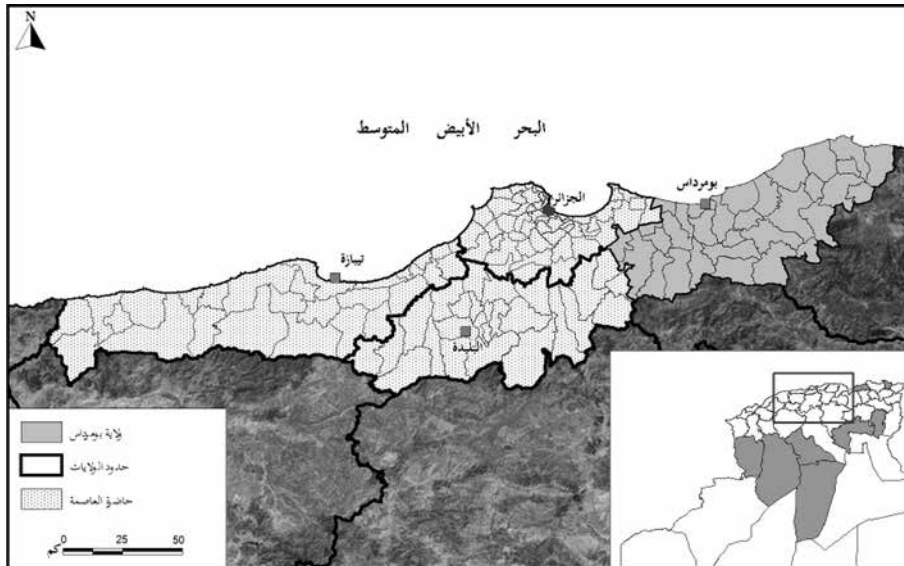 N
البحر الأبيض المتوسط
بومرداس
الجزائر
تيبازة
البليدة
ولاية بومرداس
حدود الولايات
حاضرة العاصمة
كم
0 25 50